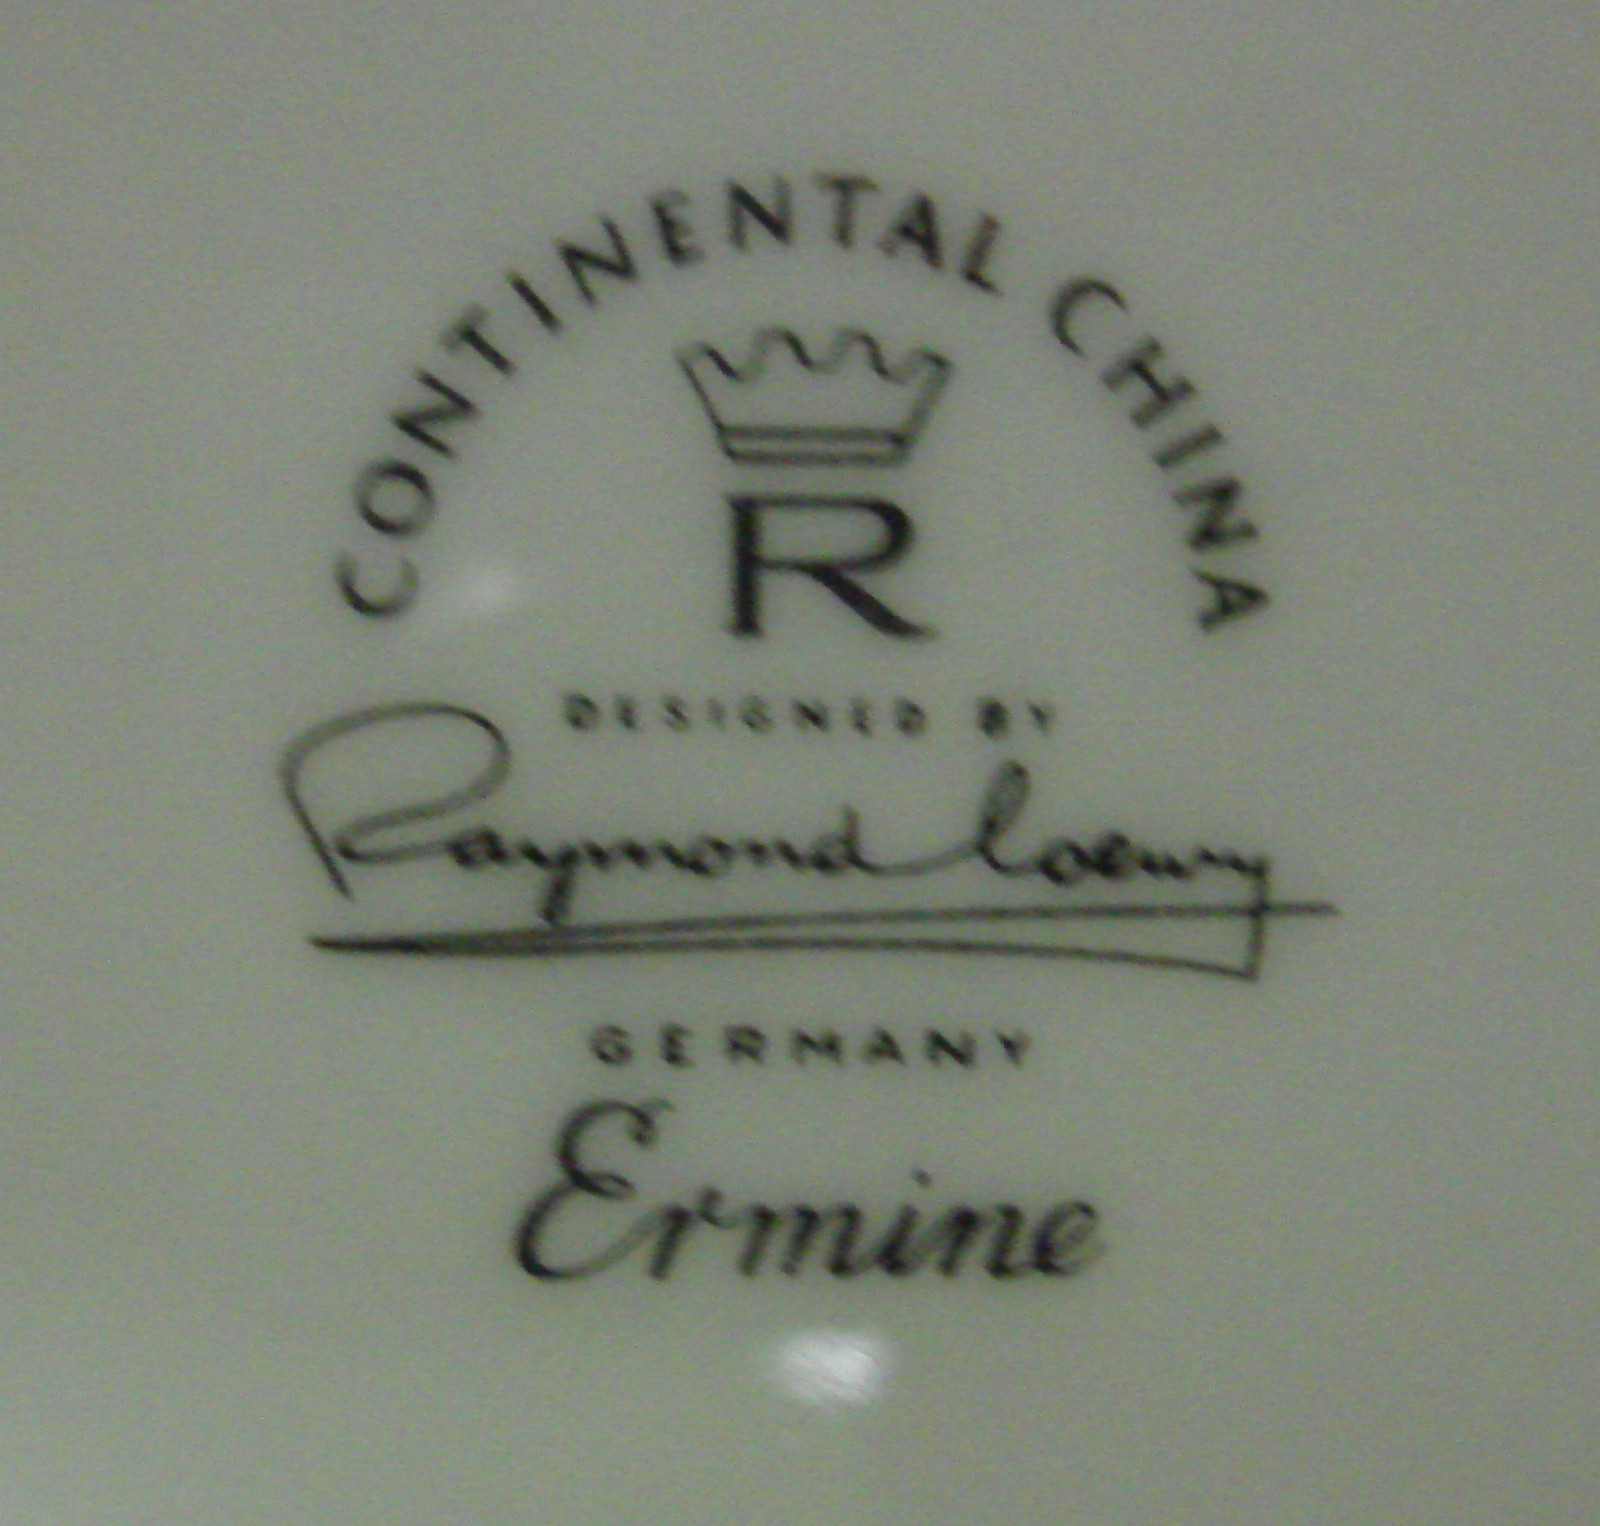 CONTINENTAL CHINA
R
DESIGNED BY
Raymond Loewy
GERMANY
Ermine